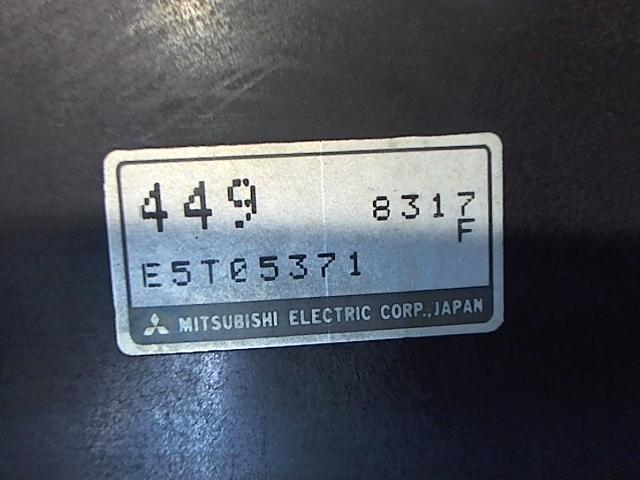 449 8317
F
E5T05371
MITSUBISHI ELECTRIC CORP., JAPAN